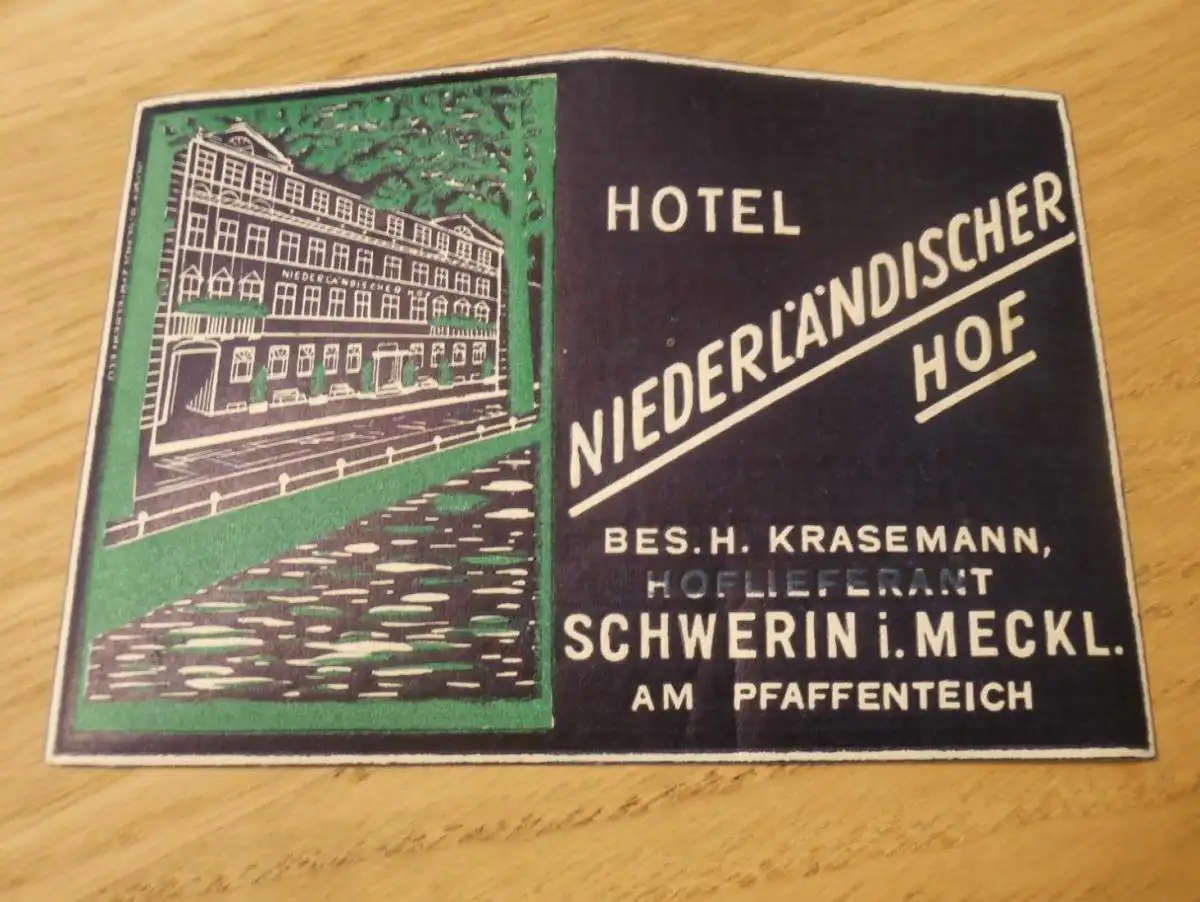 NIEDERLÄNDISCHER HOF
HOTEL
NIEDERLÄNDISCHER
HOF
BES. H. KRASEMANN,
HOFLIEFERANT
SCHWERIN i. MECKL.
AM PFAFFENTEICH